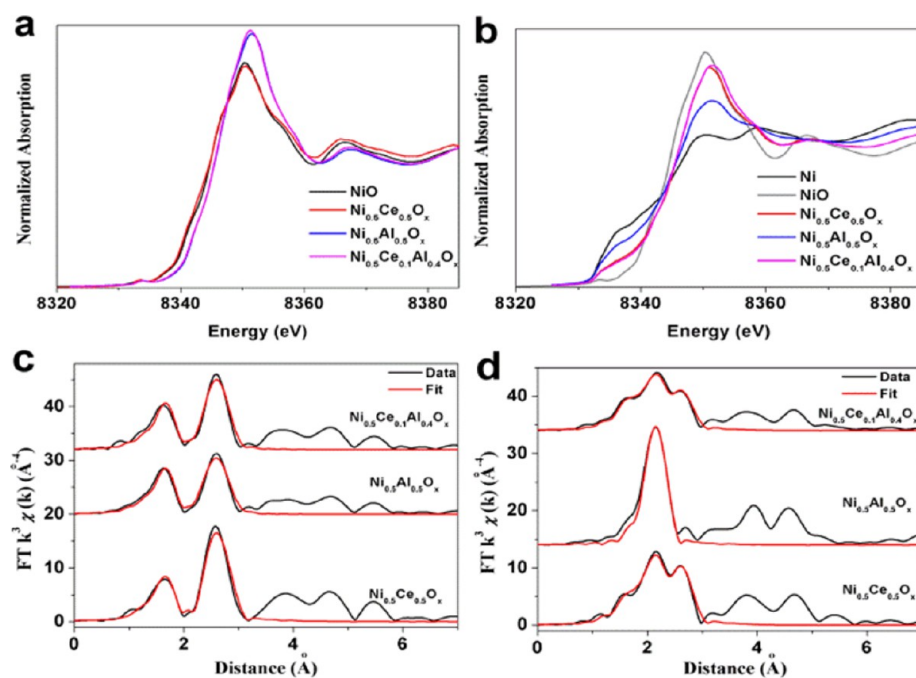 a
Normalized Absorption
NiO
Ni0.5Ce0.5Ox
Ni0.5Al0.5Ox
Ni0.5Ce0.1Al0.4Ox
8320 8340 8360 8380
Energy (eV)
b
Normalized Absorption
Ni
NiO
Ni0.5Ce0.5Ox
Ni0.5Al0.5Ox
Ni0.5Ce0.1Al0.4Ox
8320 8340 8360 8380
Energy (eV)
c
FT k³ χ (k) (Å⁻⁴)
40
20
0
Data
Fit
Ni0.5Ce0.1Al0.4Ox
Ni0.5Al0.5Ox
Ni0.5Ce0.5Ox
0 2 4 6
Distance (Å)
d
FT k³ χ (k) (Å⁻⁴)
40
30
20
10
0
Data
Fit
Ni0.5Ce0.1Al0.4Ox
Ni0.5Al0.5Ox
Ni0.5Ce0.5Ox
0 2 4 6
Distance (Å)